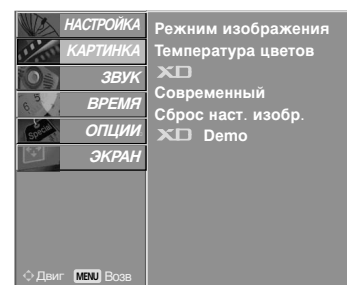 НАСТРОЙКА
КАРТИНКА
ЗВУК
ВРЕМЯ
ОПЦИИ
ЭКРАН
Двиг MENU Возв
Режним изображения
Температура цветов
XD
Современный
Сброс наст. изобр.
XD Demo